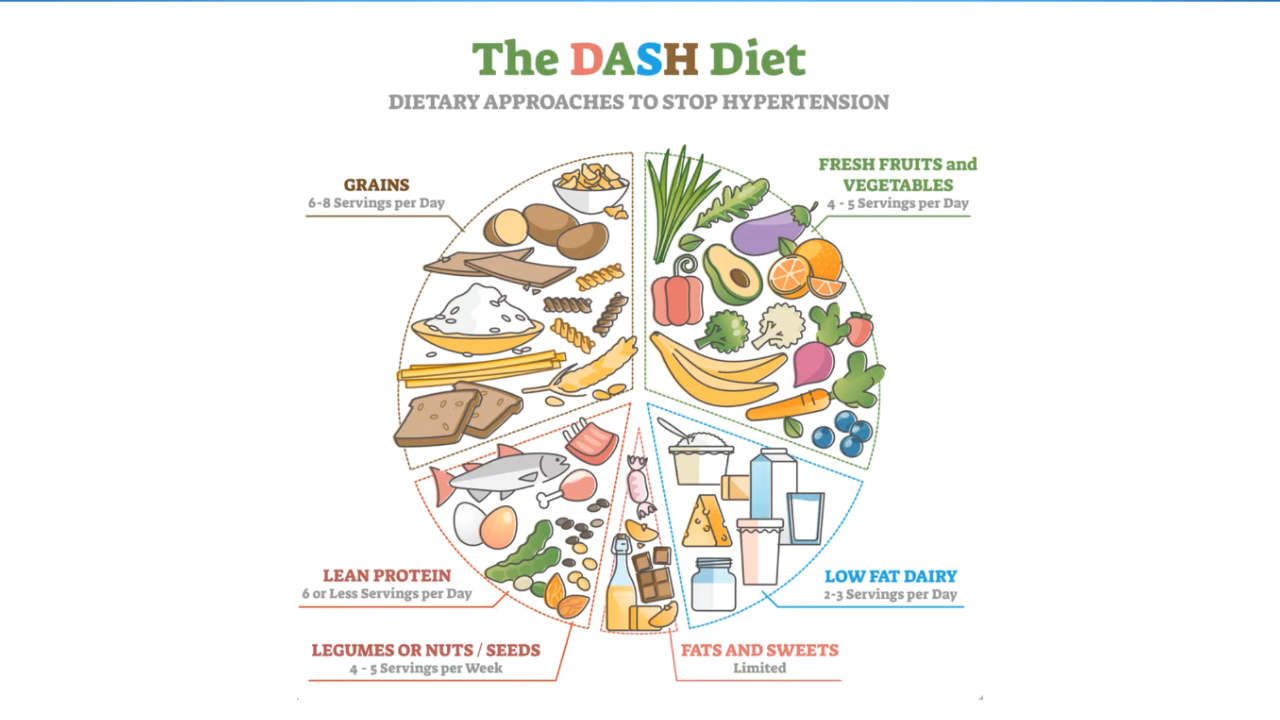 The DASH Diet
DIETARY APPROACHES TO STOP HYPERTENSION
GRAINS
6-8 Servings per Day
FRESH FRUITS and
VEGETABLES
4 - 5 Servings per Day
LEAN PROTEIN
6 or Less Servings per Day
LOW FAT DAIRY
2-3 Servings per Day
LEGUMES OR NUTS / SEEDS
4 - 5 Servings per Week
FATS AND SWEETS
Limited